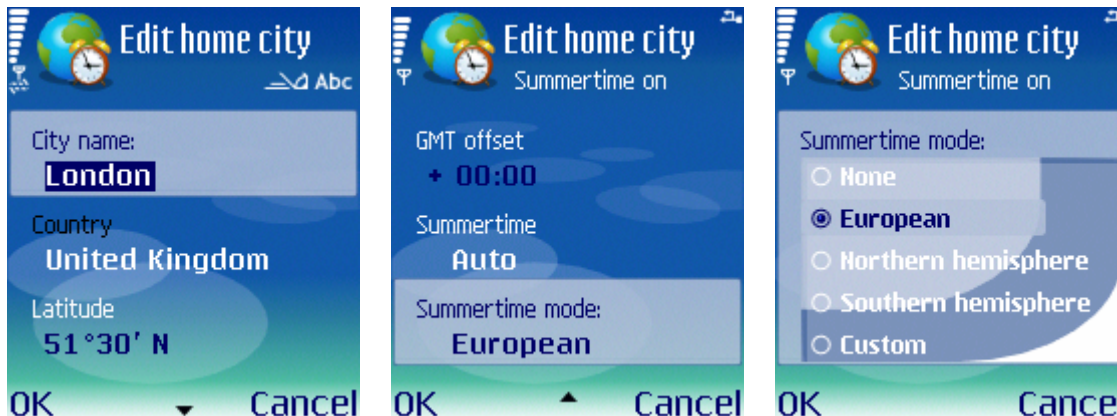 Edit home city
Abc
City name:
London
Country
United Kingdom
Latitude
51°30' N
OK Cancel
Edit home city
Summertime on
GMT offset
+ 00:00
Summertime
Auto
Summertime mode:
European
OK Cancel
Edit home city
Summertime on
Summertime mode:
None
European
Northern hemisphere
Southern hemisphere
Custom
OK Cance